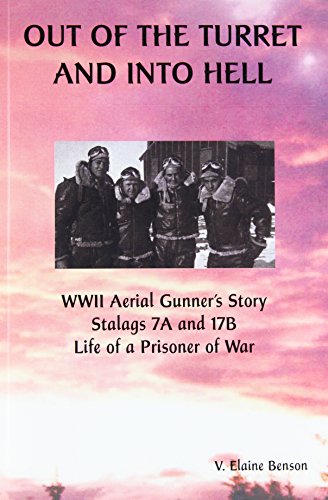 OUT OF THE TURRET
AND INTO HELL
WWII Aerial Gunner's Story
Stalags 7A and 17B
Life of a Prisoner of War
V. Elaine Benson